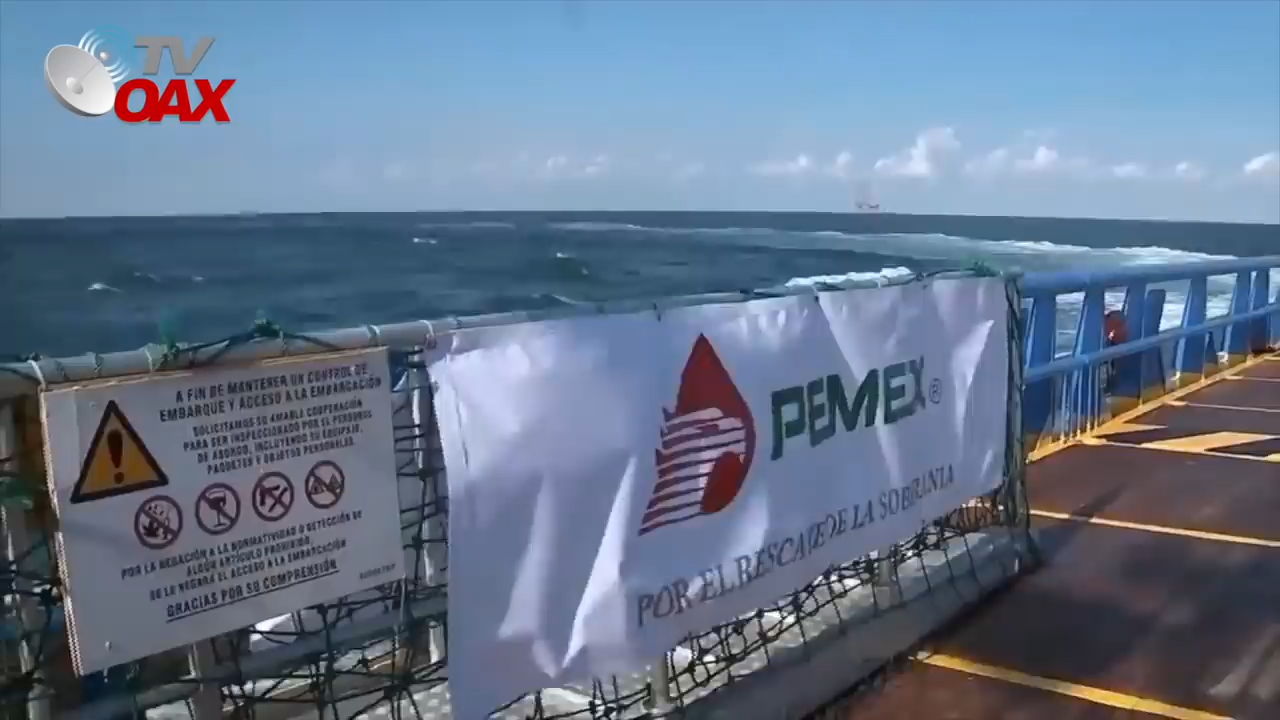 TV
OAX
A FIN DE MANTENER UN CONTROL DE
EMBARQUE Y ACCESO A LA EMBARCACIÓN
SOLICITAMOS SU AMABLE COOPERACIÓN
PARA SER INSPECCIONADO POR EL PERSONAL
DE ABORDO, INCLUYENDO SU EQUIPAJE,
PAQUETES Y OBJETOS PERSONALES.
POR LA NEGACIÓN A LA NORMATIVIDAD O DETECCIÓN DE
ALGÚN ARTÍCULO PROHIBIDO,
SE LE NEGARÁ EL ACCESO A LA EMBARCACIÓN
GRACIAS POR SU COMPRENSIÓN
PEMEX®
POR EL RESCATE DE LA SOBERANÍA